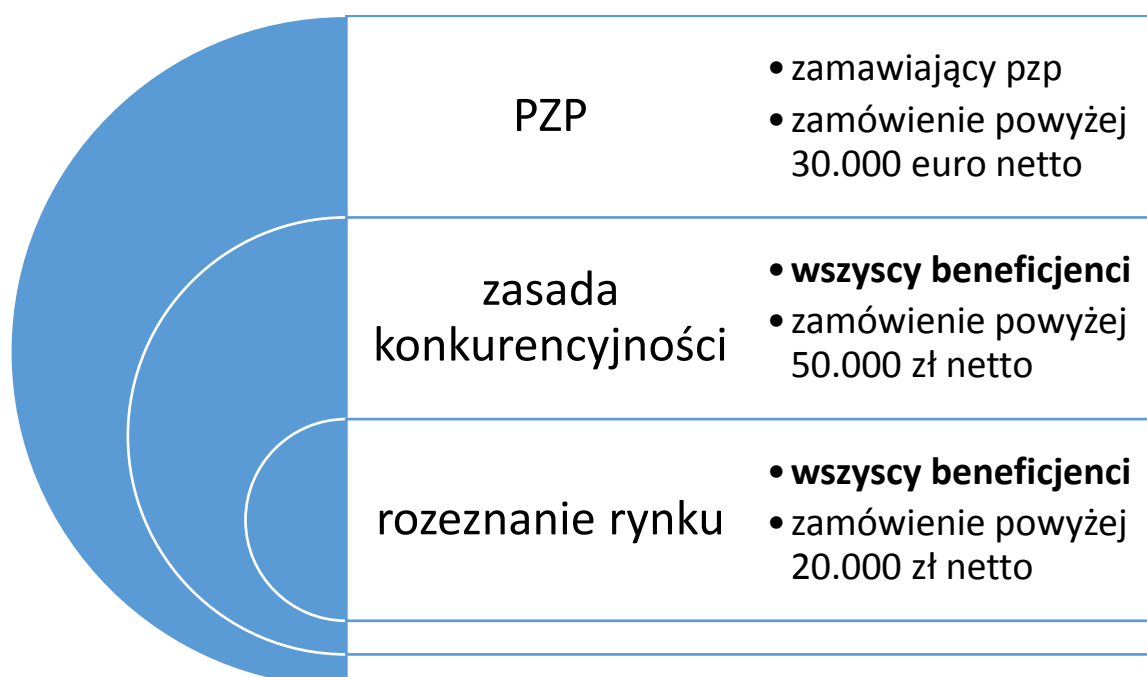 PZP
• zamawiający pzp
• zamówienie powyżej
30.000 euro netto
zasada
konkurencyjności
• wszyscy beneficjenci
• zamówienie powyżej
50.000 zł netto
rozeznanie rynku
• wszyscy beneficjenci
• zamówienie powyżej
20.000 zł netto